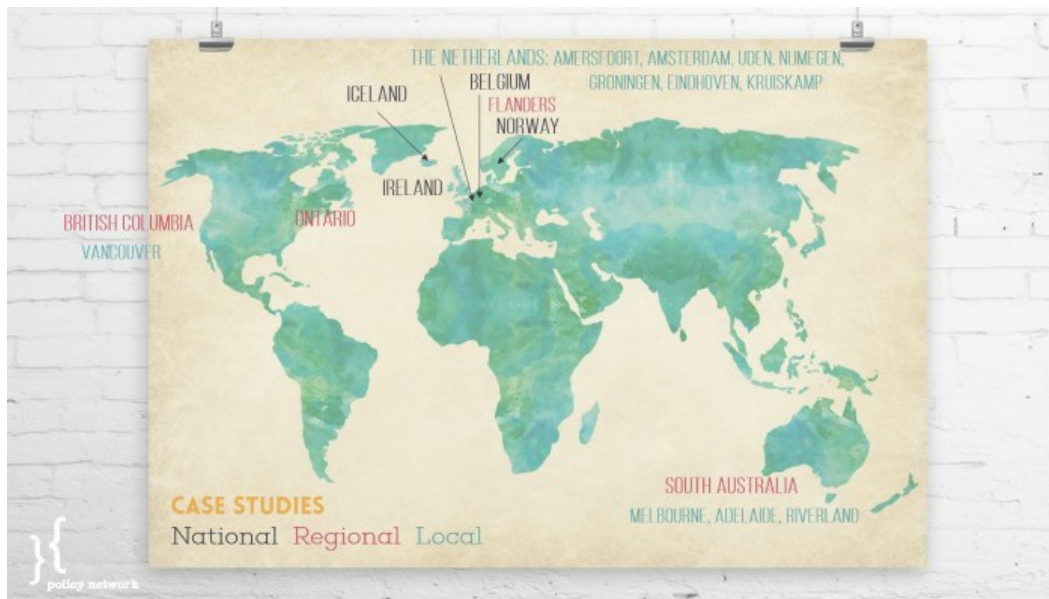 THE NETHERLANDS: AMERSFOORT, AMSTERDAM, UDEN, NIJMEGEN,
GRONINGEN, EINDHOVEN, KRUISKAMP
BELGIUM
ICELAND
FLANDERS
NORWAY
IRELAND
BRITISH COLUMBIA
ONTARIO
VANCOUVER
SOUTH AUSTRALIA
MELBOURNE, ADELAIDE, RIVERLAND
CASE STUDIES
National Regional Local
policy network